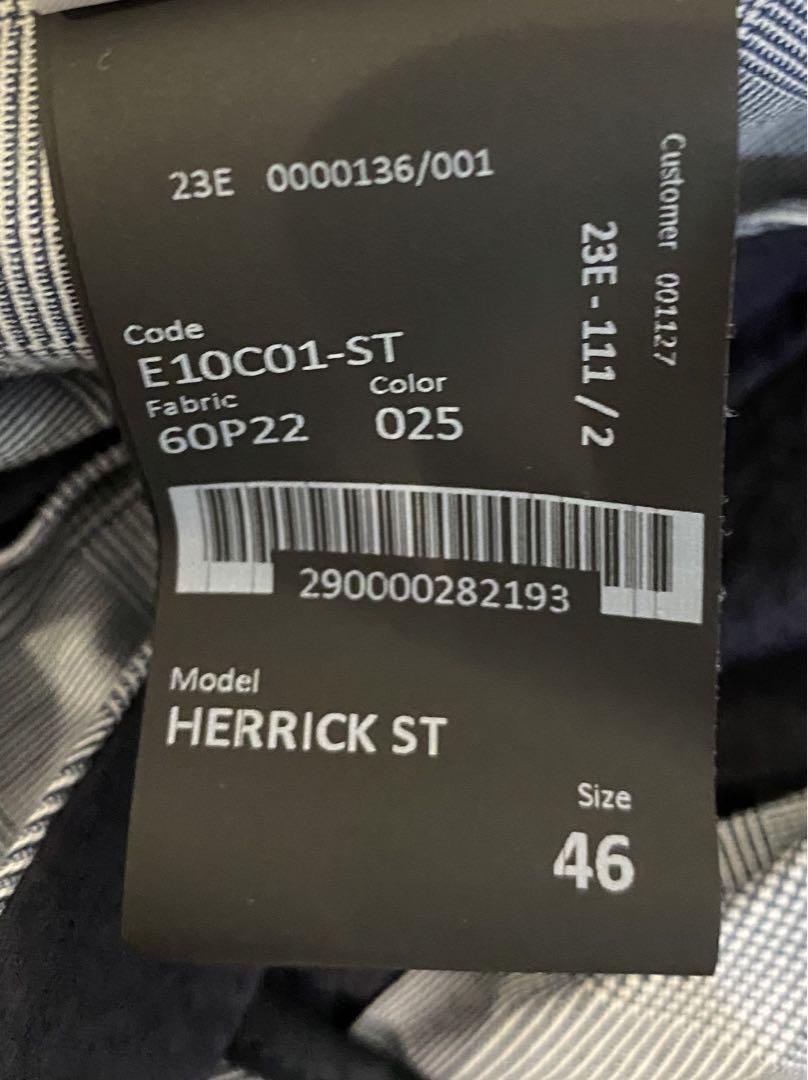 23E 0000136/001
Customer 001127
23E - 111 / 2
Code
E10C01-ST
Fabric Color
60P22 025
290000282193
Model
HERRICK ST
Size
46